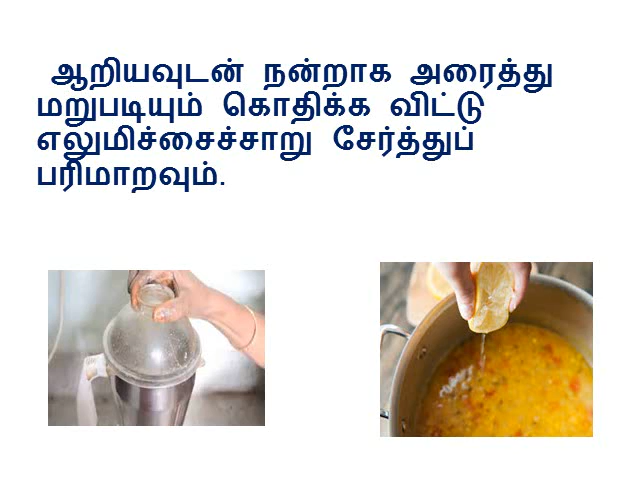 ஆறியவுடன் நன்றாக அரைத்து
மறுபடியும் கொதிக்க விட்டு
எலுமிச்சைச்சாறு சேர்த்துப்
பரிமாறவும்.